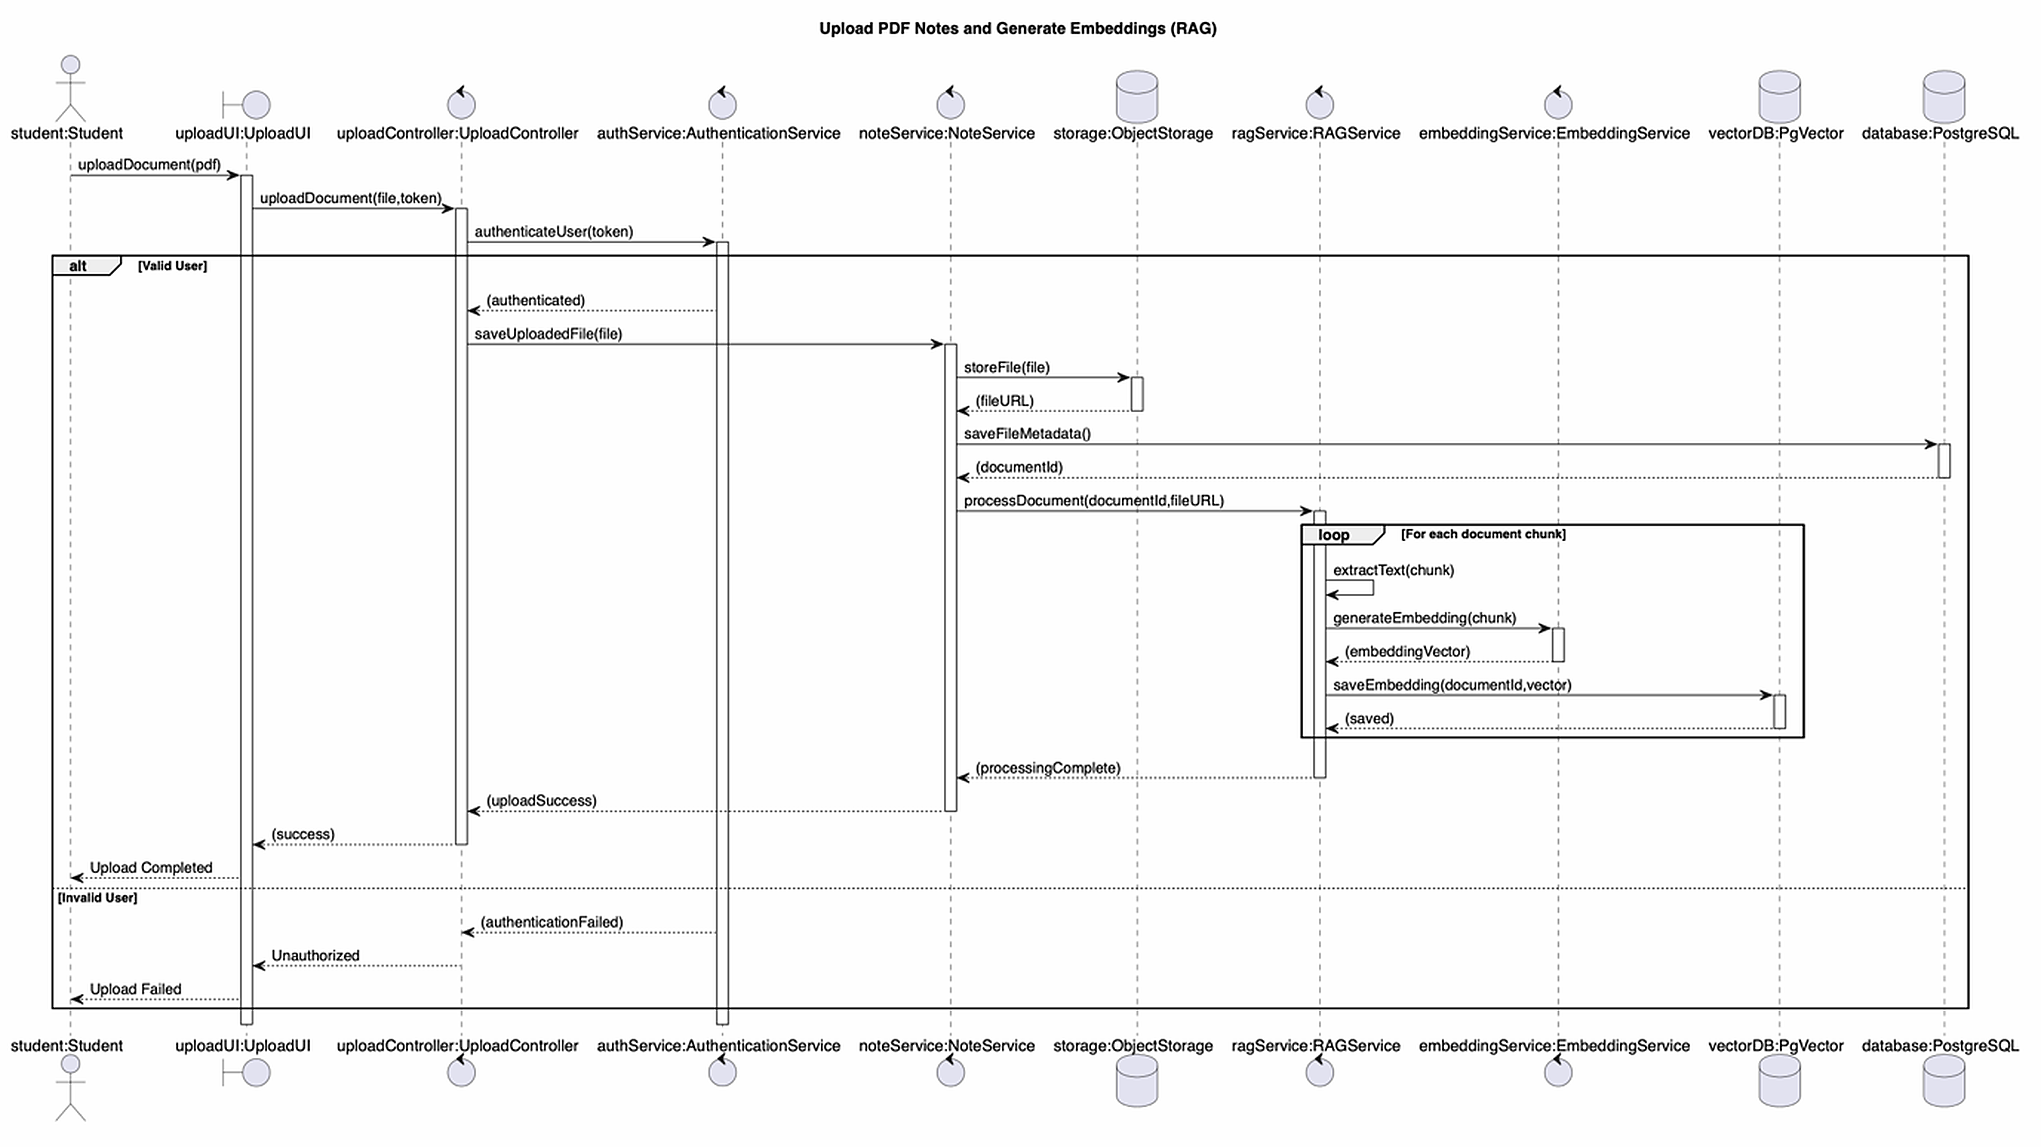 Upload PDF Notes and Generate Embeddings (RAG)
student:Student
uploadUI:UploadUI
uploadController:UploadController
authService:AuthenticationService
noteService:NoteService
storage:ObjectStorage
ragService:RAGService
embeddingService:EmbeddingService
vectorDB:PgVector
database:PostgreSQL
uploadDocument(pdf)
uploadDocument(file,token)
authenticateUser(token)
alt
[Valid User]
(authenticated)
saveUploadedFile(file)
storeFile(file)
(fileURL)
saveFileMetadata()
(documentId)
processDocument(documentId,fileURL)
loop
[For each document chunk]
extractText(chunk)
generateEmbedding(chunk)
(embeddingVector)
saveEmbedding(documentId,vector)
(saved)
(processingComplete)
(uploadSuccess)
(success)
Upload Completed
[Invalid User]
(authenticationFailed)
Unauthorized
Upload Failed
student:Student
uploadUI:UploadUI
uploadController:UploadController
authService:AuthenticationService
noteService:NoteService
storage:ObjectStorage
ragService:RAGService
embeddingService:EmbeddingService
vectorDB:PgVector
database:PostgreSQL